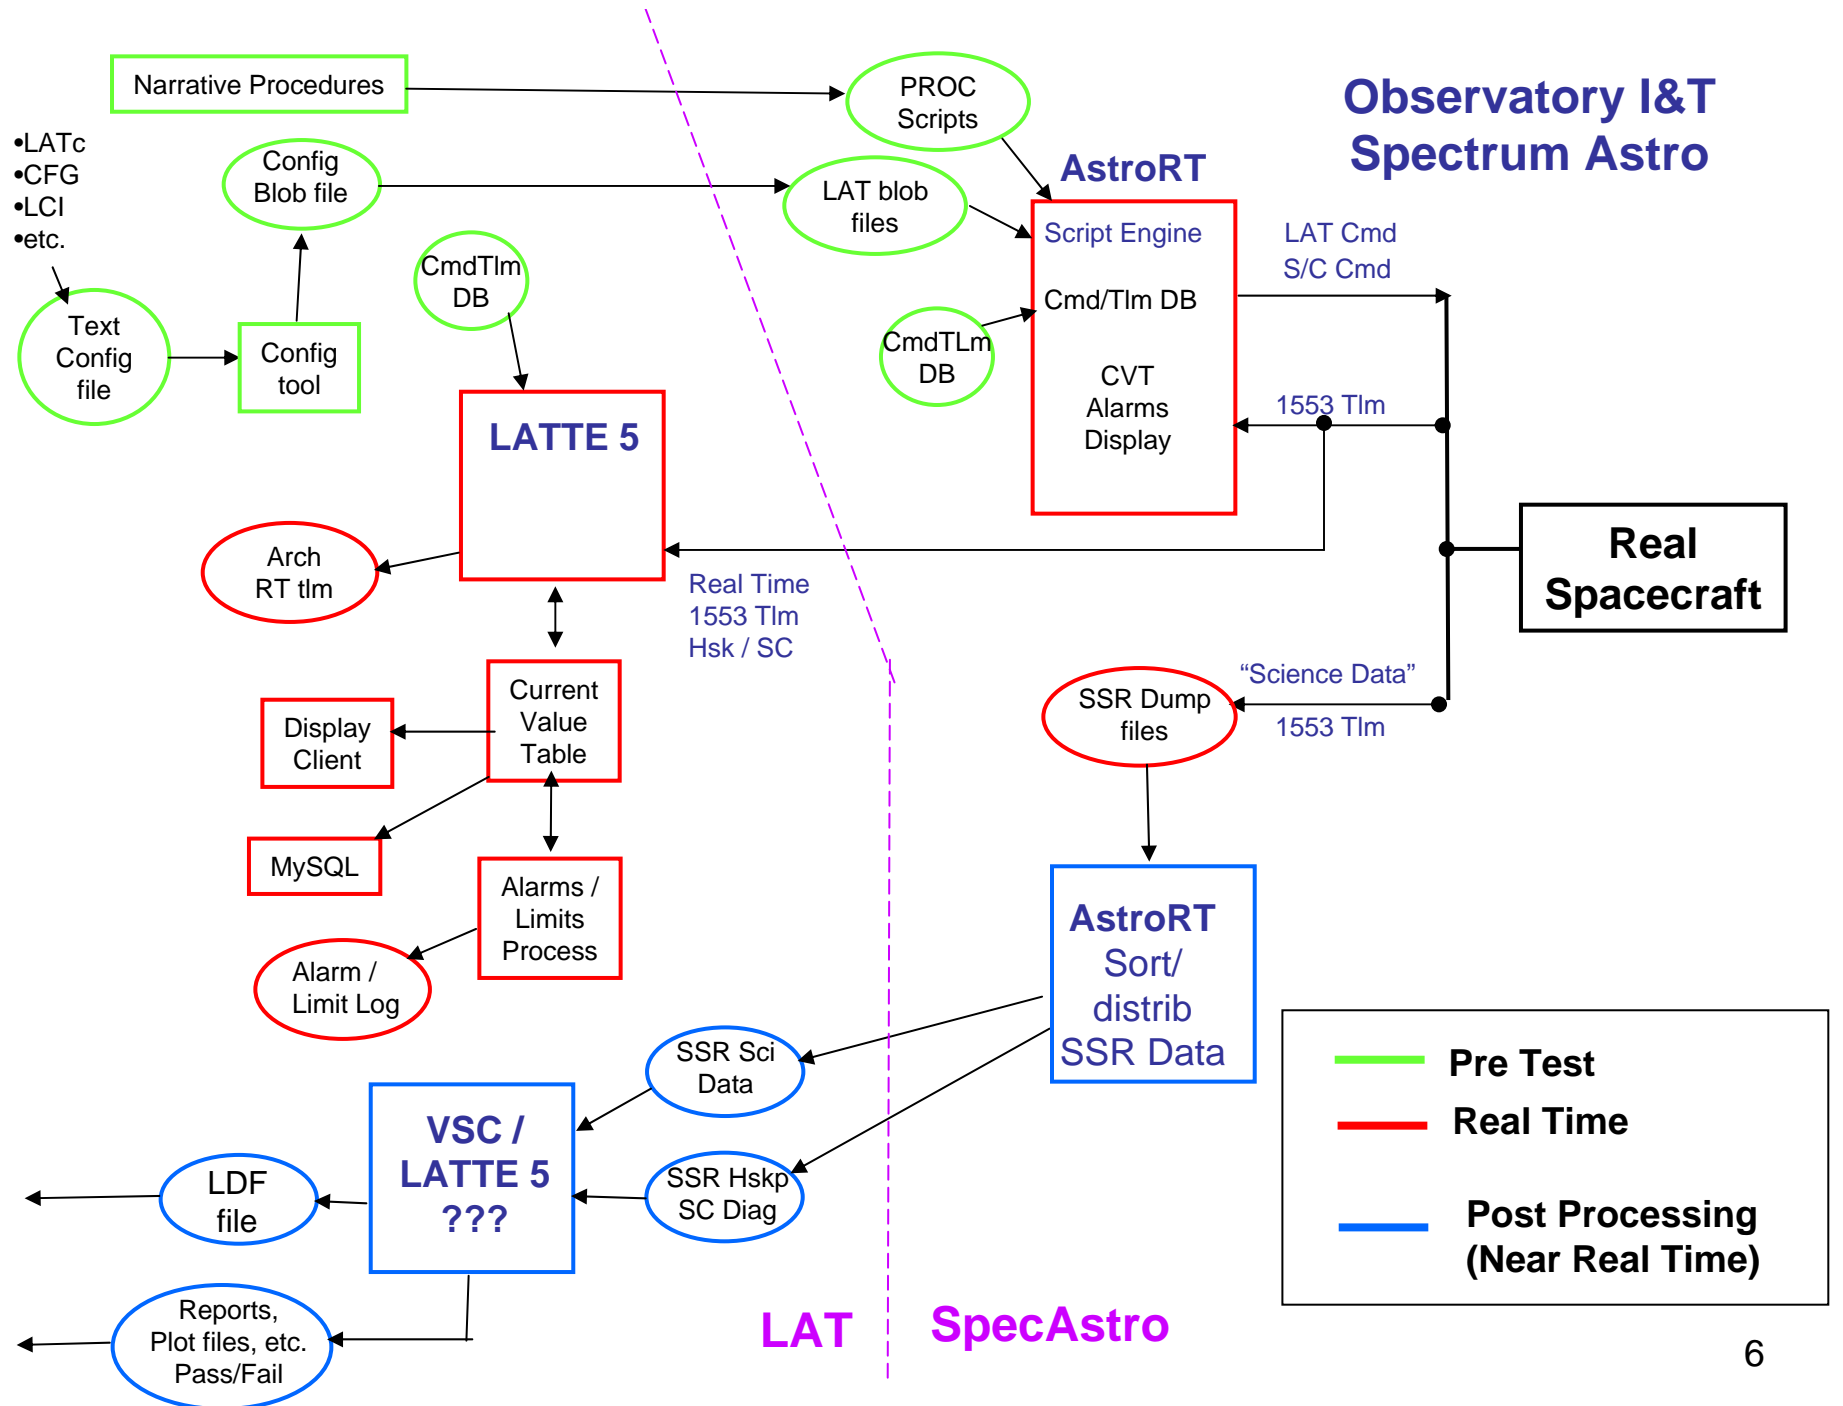 Observatory I&T
Spectrum Astro
Narrative Procedures
PROC
Scripts
•LATc
•CFG
•LCI
•etc.
Config
Blob file
LAT blob
files
AstroRT
Script Engine
Cmd/Tlm DB
CVT
Alarms
Display
LAT Cmd
S/C Cmd
CmdTlm
DB
CmdTLm
DB
Text
Config
file
Config
tool
1553 Tlm
LATTE 5
Real
Spacecraft
Arch
RT tlm
Real Time
1553 Tlm
Hsk / SC
Current
Value
Table
Display
Client
MySQL
Alarms /
Limits
Process
Alarm /
Limit Log
SSR Dump
files
“Science Data”
1553 Tlm
AstroRT
Sort/
distrib
SSR Data
SSR Sci
Data
SSR Hskp
SC Diag
VSC /
LATTE 5
???
LDF
file
Reports,
Plot files, etc.
Pass/Fail
LAT
SpecAstro
Pre Test
Real Time
Post Processing
(Near Real Time)
6